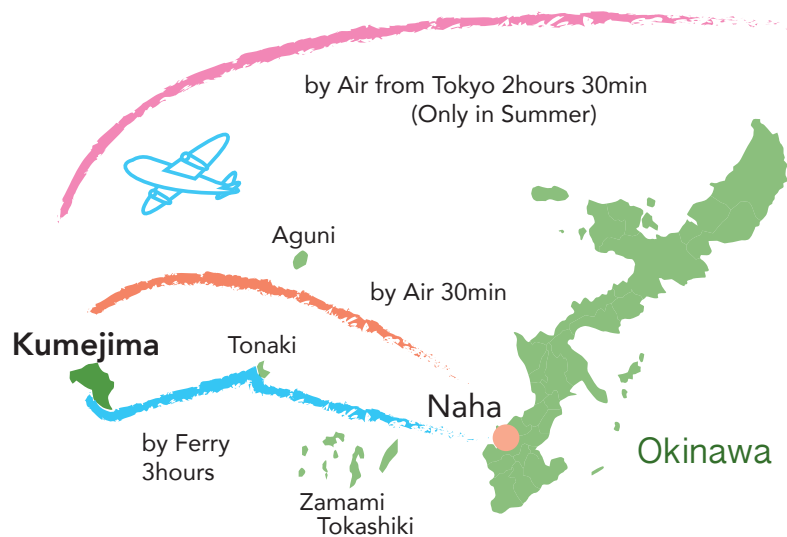 by Air from Tokyo 2hours 30min
(Only in Summer)
Aguni
by Air 30min
Kumejima
Tonaki
Naha
by Ferry
3hours
Okinawa
Zamami
Tokashiki